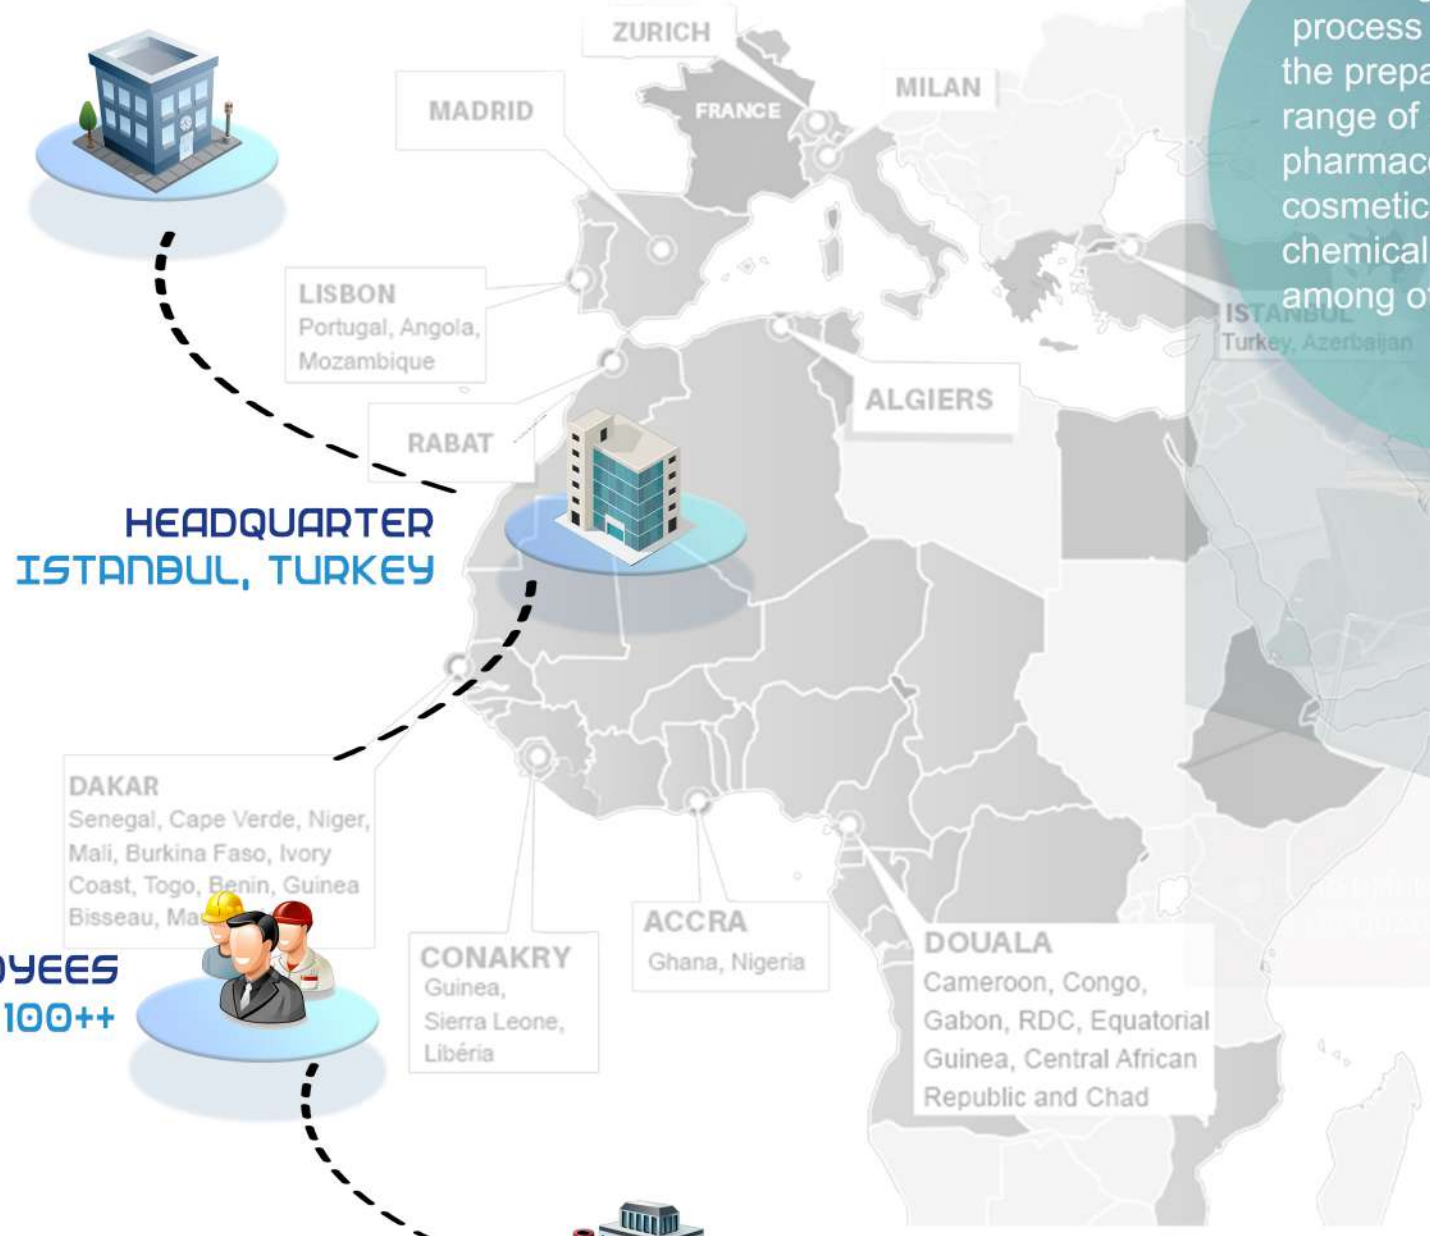 ZURICH
MADRID
FRANCE
MILAN
process
the
range of
cosmetic
chemical
among
LISBON
Portugal, Angola,
Mozambique
ISTANBUL
Turkey, Azerbaijan
RABAT
ALGIERS
HEADQUARTER
ISTANBUL, TURKEY
DAKAR
Senegal, Cape Verde, Niger,
Mali, Burkina Faso, Ivory
Coast, Togo, Benin, Guinea
Bisseau,
100++
CONAKRY
Guinea,
Sierra Leone,
Libéria
ACCRA
Ghana, Nigeria
DOUALA
Cameroon, Congo,
Gabon, RDC, Equatorial
Guinea, Central African
Republic and Chad